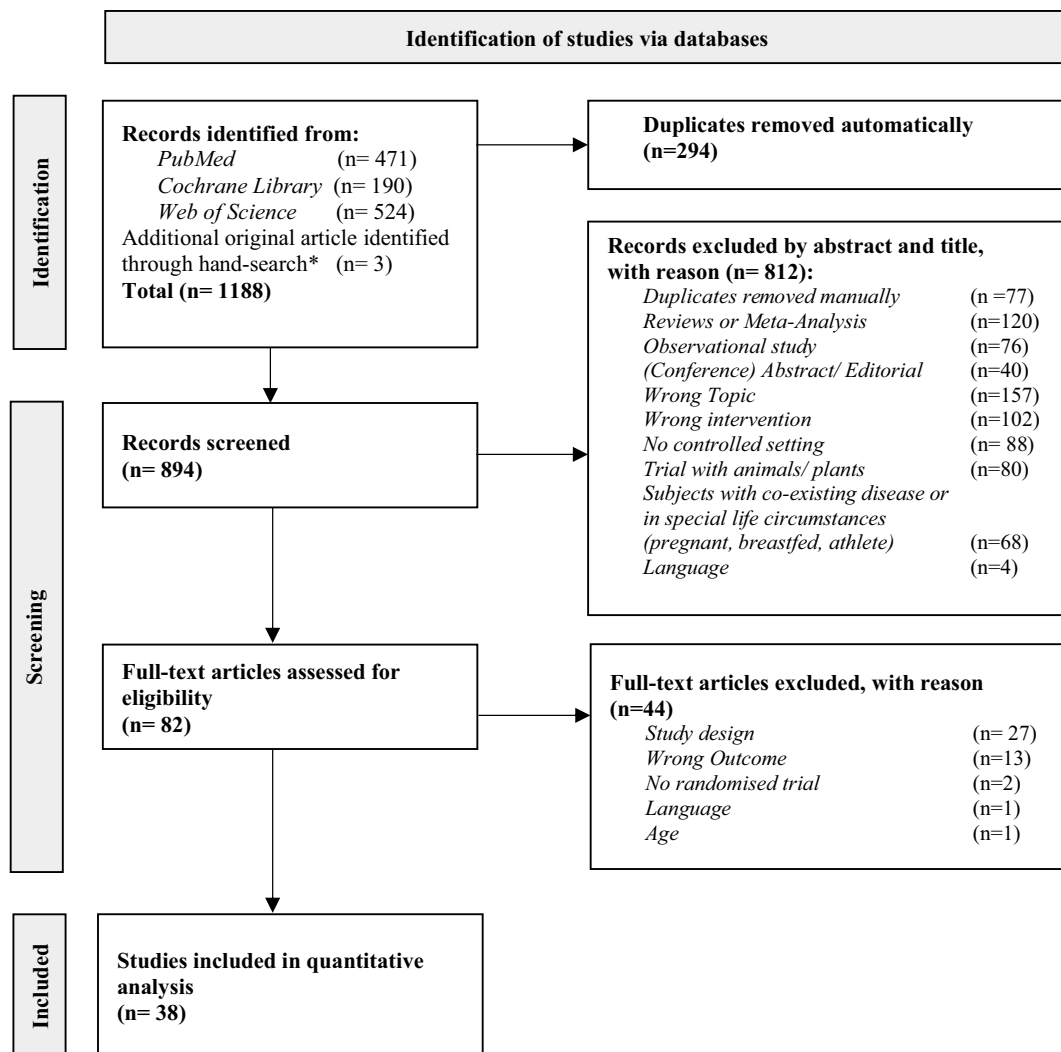 Identification of studies via databases
Identification
Records identified from:
PubMed (n= 471)
Cochrane Library (n= 190)
Web of Science (n= 524)
Additional original article identified
through hand-search* (n= 3)
Total (n= 1188)
Duplicates removed automatically
(n=294)
Records excluded by abstract and title,
with reason (n= 812):
Duplicates removed manually (n =77)
Reviews or Meta-Analysis (n=120)
Observational study (n=76)
(Conference) Abstract/ Editorial (n=40)
Wrong Topic (n=157)
Wrong intervention (n=102)
No controlled setting (n= 88)
Trial with animals/ plants (n=80)
Subjects with co-existing disease or
in special life circumstances
(pregnant, breastfed, athlete) (n=68)
Language (n=4)
Screening
Records screened
(n= 894)
Full-text articles assessed for
eligibility
(n= 82)
Full-text articles excluded, with reason
(n=44)
Study design (n= 27)
Wrong Outcome (n=13)
No randomised trial (n=2)
Language (n=1)
Age (n=1)
Included
Studies included in quantitative
analysis
(n= 38)